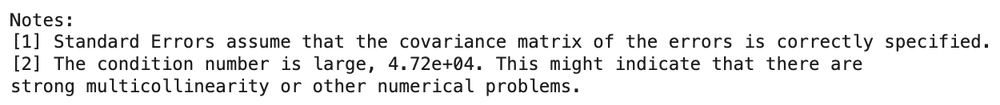 Notes:
[1] Standard Errors assume that the covariance matrix of the errors is correctly specified.
[2] The condition number is large, 4.72e+04. This might indicate that there are
strong multicollinearity or other numerical problems.